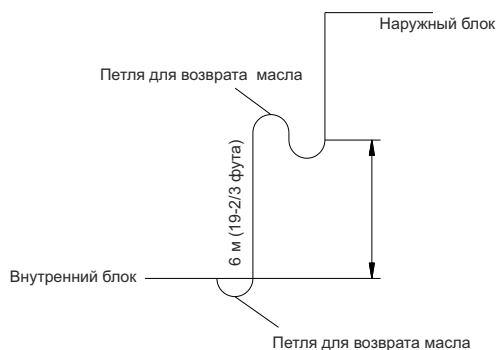 Наружный блок
Петля для возврата масла
6 м (19-2/3 фута)
Внутренний блок
Петля для возврата масла